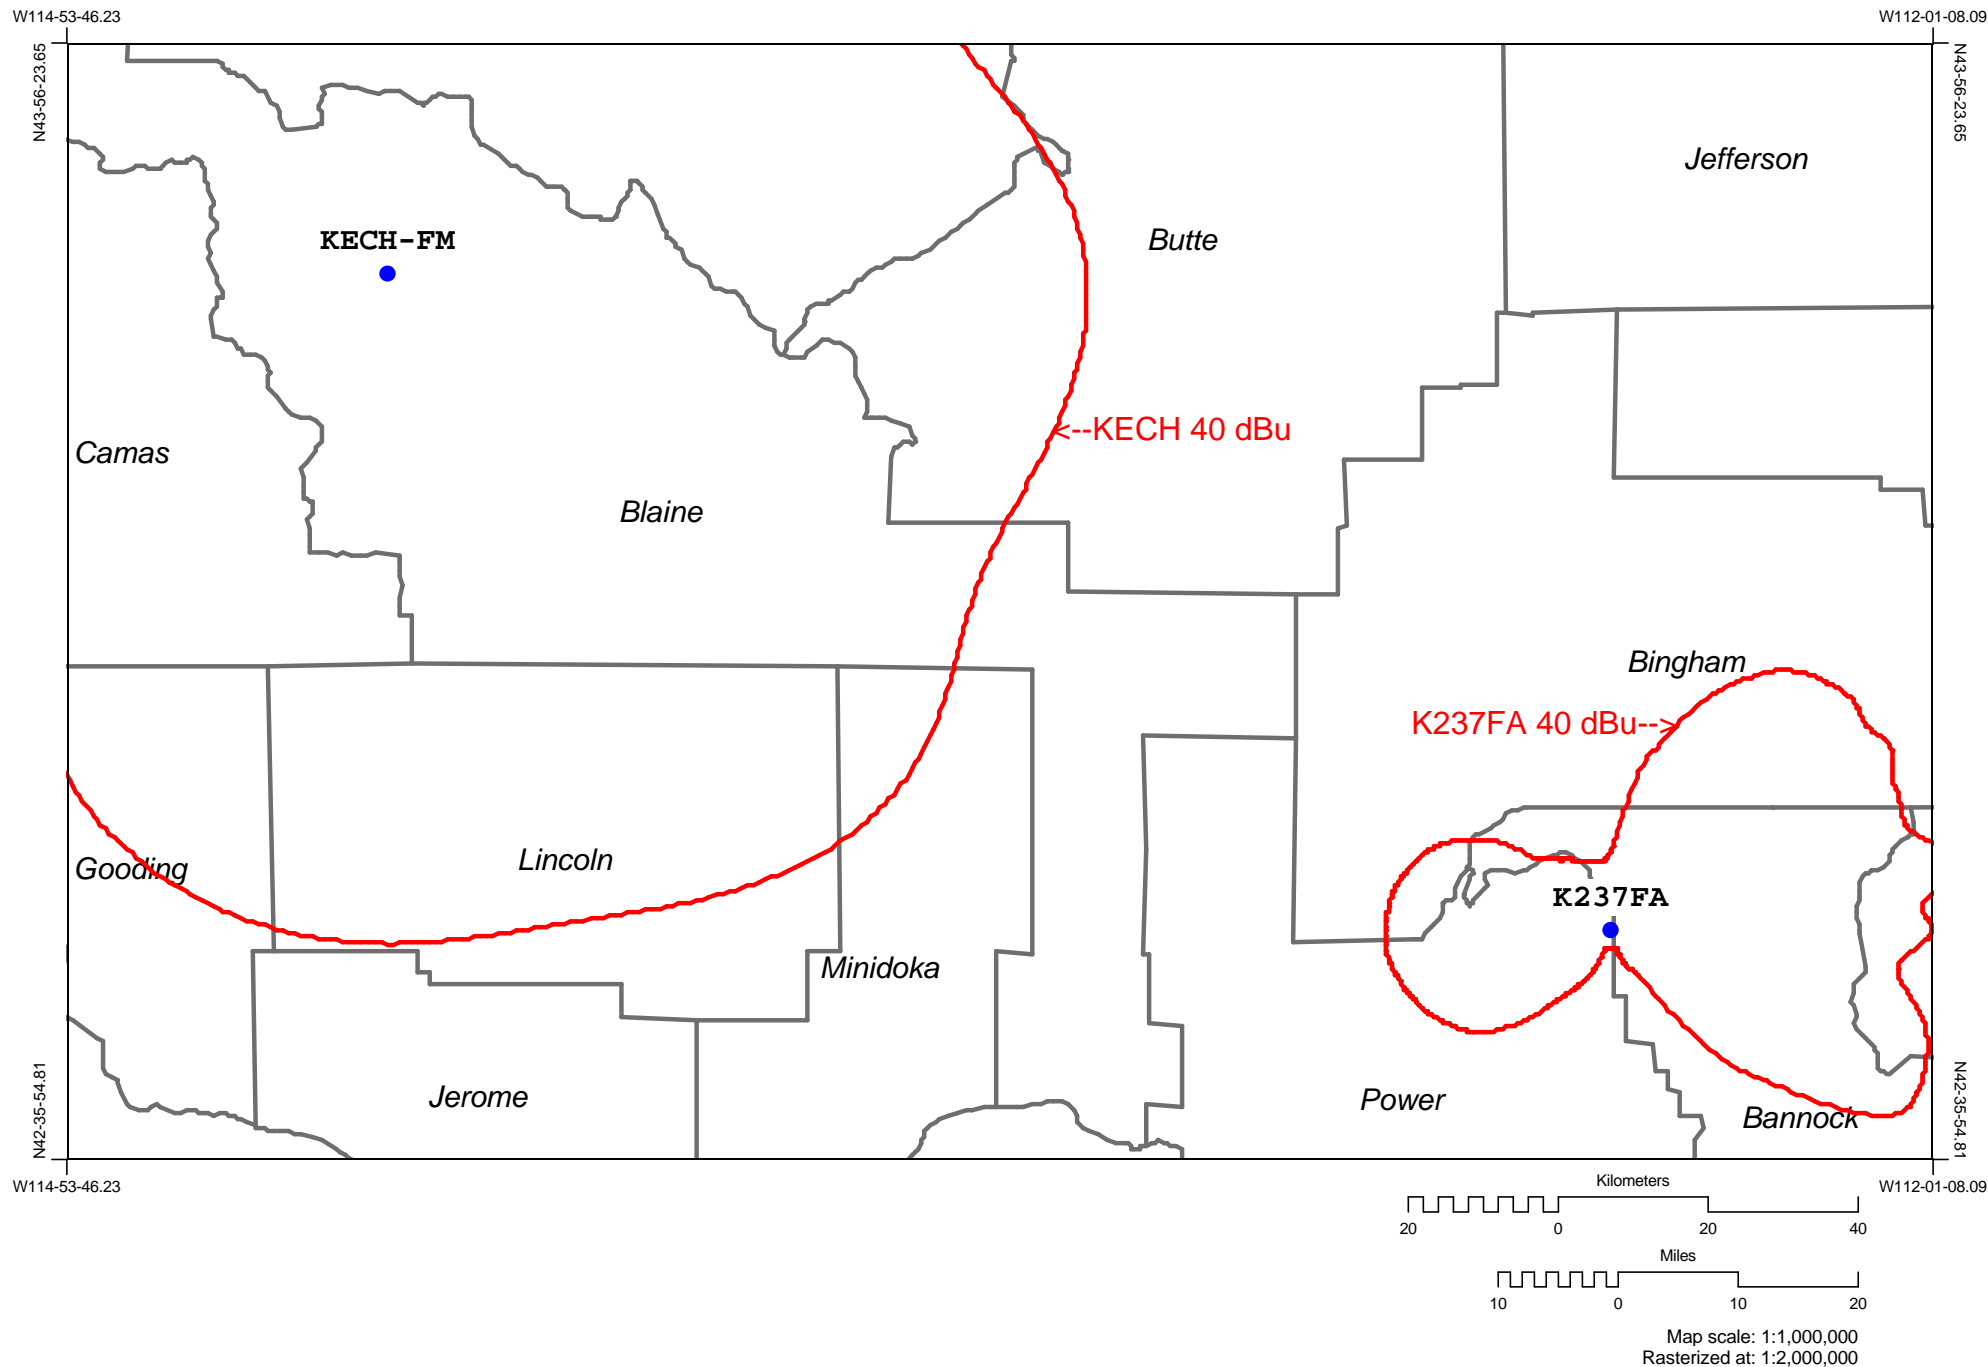 W114-53-46.23
W112-01-08.09
N43-56-23.65
N43-56-23.65
Jefferson
KECH-FM
Butte
<--KECH 40 dBu
Camas
Blaine
Bingham
K237FA 40 dBu-->
Gooding
Lincoln
K237FA
Minidoka
Jerome
Power
Bannock
N42-35-54.81
N42-35-54.81
W114-53-46.23
W112-01-08.09
Kilometers
20 0 20 40
Miles
10 0 10 20
Map scale: 1:1,000,000
Rasterized at: 1:2,000,000